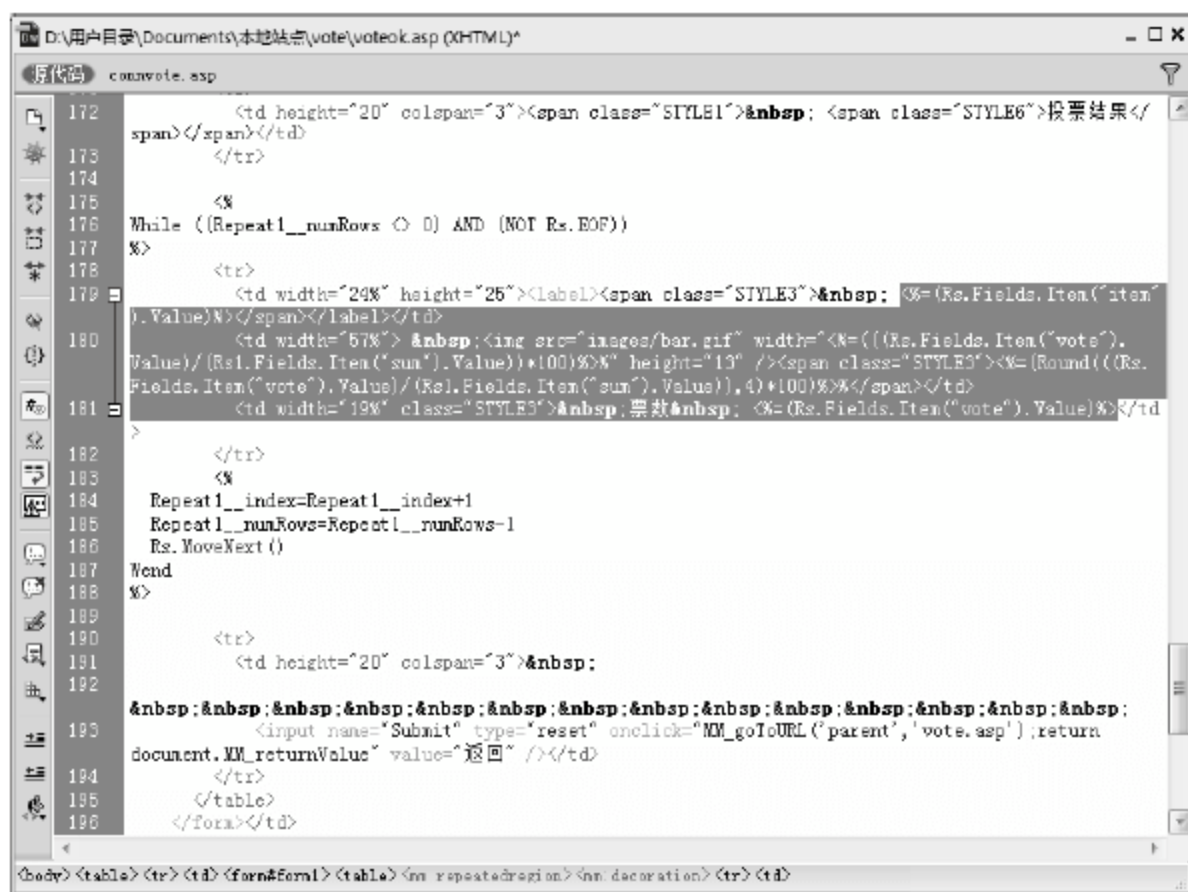 D:\用户目录\Documents\本地站点\vote\voteok.asp (XHTML)*
源代码 connvote.asp
172 <td height="20" colspan="3"><span class="STYLE1">&nbsp; <span class="STYLE6">投票结果</
span></span></td>
173 </tr>
174
175 <%
176 While ((Repeat1__numRows <> 0) AND (NOT Rs.EOF))
177 %>
178 <tr>
179 <td width="24%" height="25"><label><span class="STYLE3">&nbsp; <%=(Rs.Fields.Item("item"
).Value)%></span></label></td>
180 <td width="57%"> &nbsp;<img src="images/bar.gif" width="<%=(((Rs.Fields.Item("vote").
Value)/(Rs1.Fields.Item("sum").Value))*100)%>%" height="13" /><span class="STYLE3"><%=(Round(((Rs.
Fields.Item("vote").Value)/(Rs1.Fields.Item("sum").Value)),4)*100)%>%</span></td>
181 <td width="19%" class="STYLE3">&nbsp;票数&nbsp; <%=(Rs.Fields.Item("vote").Value)%></td
>
182 </tr>
183 <%
184 Repeat1__index=Repeat1__index+1
185 Repeat1__numRows=Repeat1__numRows-1
186 Rs.MoveNext()
187 Wend
188 %>
189
190 <tr>
191 <td height="20" colspan="3">&nbsp;
192
&nbsp;&nbsp;&nbsp;&nbsp;&nbsp;&nbsp;&nbsp;&nbsp;&nbsp;&nbsp;&nbsp;&nbsp;&nbsp;&nbsp;
193 <input name="Submit" type="reset" onclick="MM_goToURL('parent','vote.asp');return
document.MM_returnValue" value="返回" /></td>
194 </tr>
195 </table>
196 </form></td>
<body><table><tr><td><form#form1><table><mm repeatedregion><mm:decoration><tr><td>